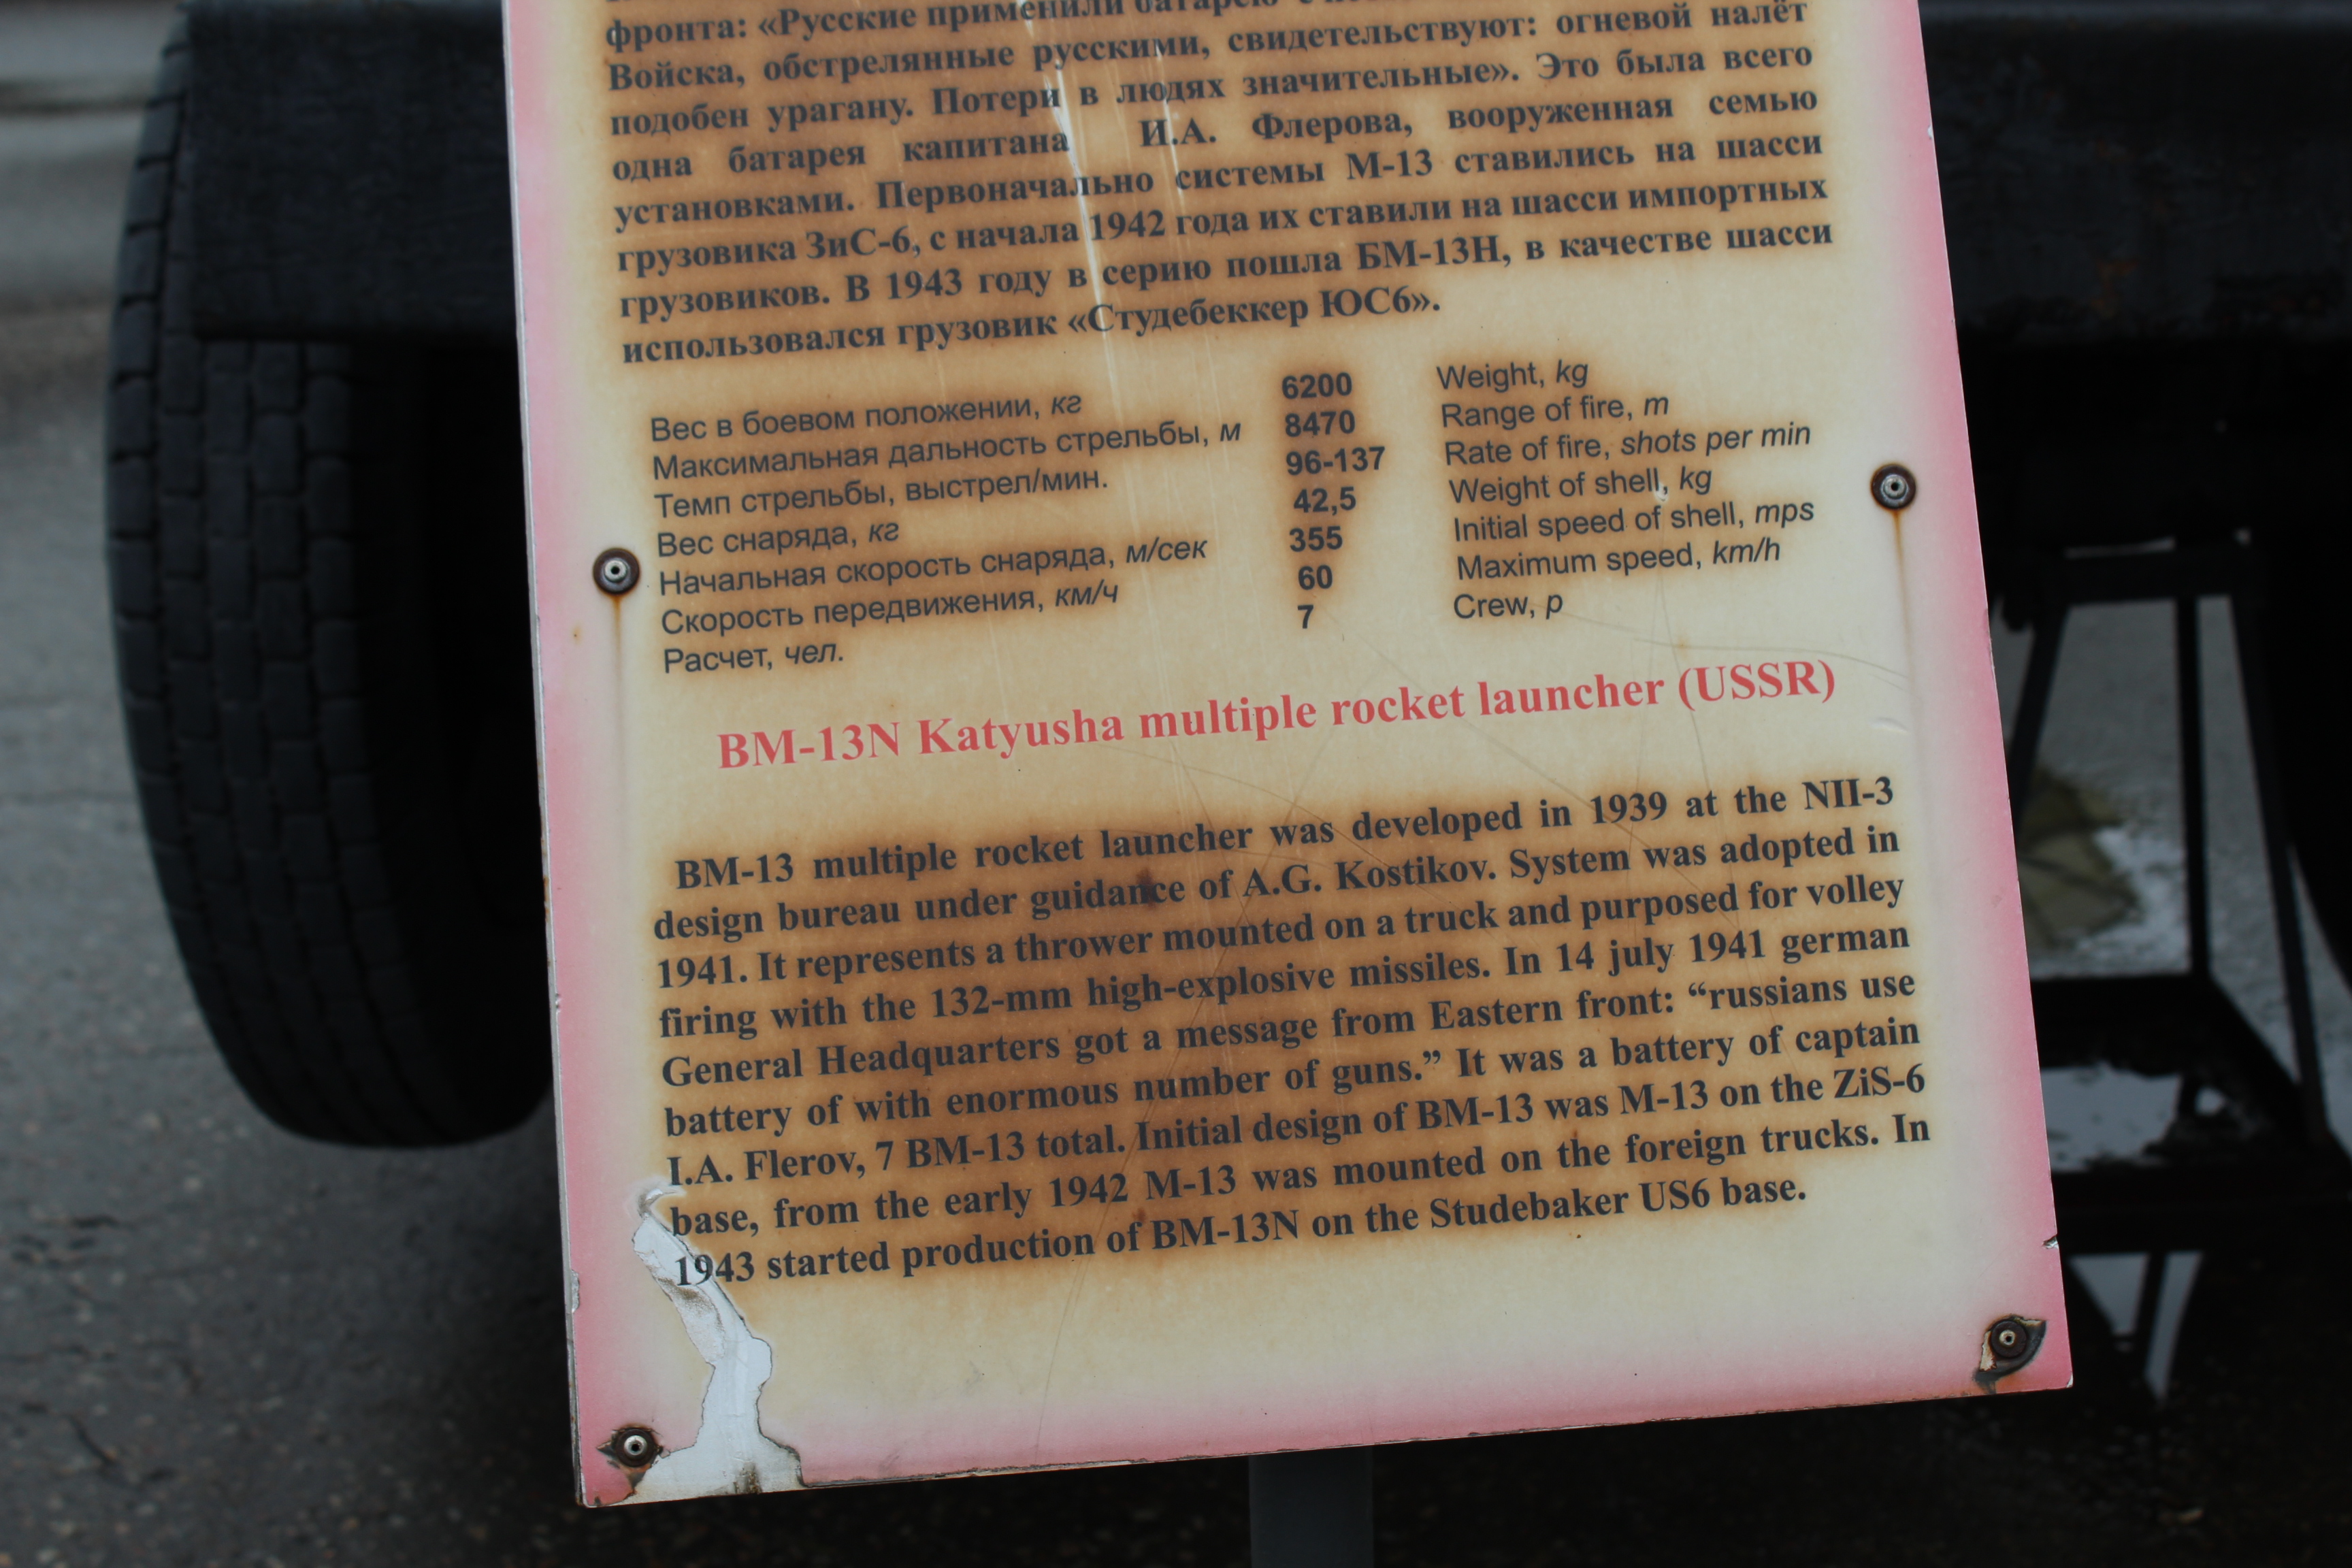 фронта: «Русские применили батарею
Войска, обстрелянные русскими, свидетельствуют: огневой налёт
подобен урагану. Потери в людях значительные». Это была всего
одна батарея капитана И.А. Флерова, вооруженная семью
установками. Первоначально системы М-13 ставились на шасси
грузовика ЗиС-6, с начала 1942 года их ставили на шасси импортных
грузовиков. В 1943 году в серию пошла БМ-13Н, в качестве шасси
использовался грузовик «Студебеккер ЮС6».
Вес в боевом положении, кг 6200 Weight, kg
Максимальная дальность стрельбы, м 8470 Range of fire, m
Темп стрельбы, выстрел/мин. 96-137 Rate of fire, shots per min
Вес снаряда, кг 42,5 Weight of shell, kg
Начальная скорость снаряда, м/сек 355 Initial speed of shell, mps
Скорость передвижения, км/ч 60 Maximum speed, km/h
Расчет, чел. 7 Crew, p
BM-13N Katyusha multiple rocket launcher (USSR)
BM-13 multiple rocket launcher was developed in 1939 at the NII-3
design bureau under guidance of A.G. Kostikov. System was adopted in
1941. It represents a thrower mounted on a truck and purposed for volley
firing with the 132-mm high-explosive missiles. In 14 july 1941 german
General Headquarters got a message from Eastern front: “russians use
battery of with enormous number of guns.” It was a battery of captain
I.A. Flerov, 7 BM-13 total. Initial design of BM-13 was M-13 on the ZiS-6
base, from the early 1942 M-13 was mounted on the foreign trucks. In
1943 started production of BM-13N on the Studebaker US6 base.